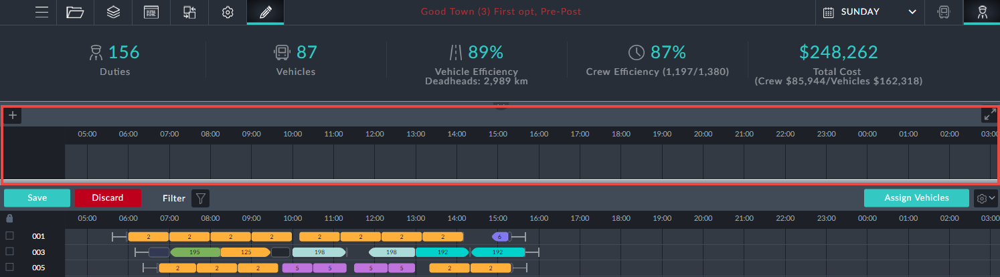 Good Town (3) First opt, Pre-Post
SUNDAY
156
Duties
87
Vehicles
89%
Vehicle Efficiency
Deadheads: 2,989 km
87%
Crew Efficiency (1,197/1,380)
$248,262
Total Cost
(Crew $85,944/Vehicles $162,318)
+
05:00 06:00 07:00 08:00 09:00 10:00 11:00 12:00 13:00 14:00 15:00 16:00 17:00 18:00 19:00 20:00 21:00 22:00 23:00 00:00 01:00 02:00 03:00
Save Discard Filter Assign Vehicles
05:00 06:00 07:00 08:00 09:00 10:00 11:00 12:00 13:00 14:00 15:00 16:00 17:00 18:00 19:00 20:00 21:00 22:00 23:00 00:00 01:00 02:00 03:00
001 2 2 2 2 2 2 2 2 6
003 195 125 198 198 192 192
005 2 2 2 5 5 5 5 2 2